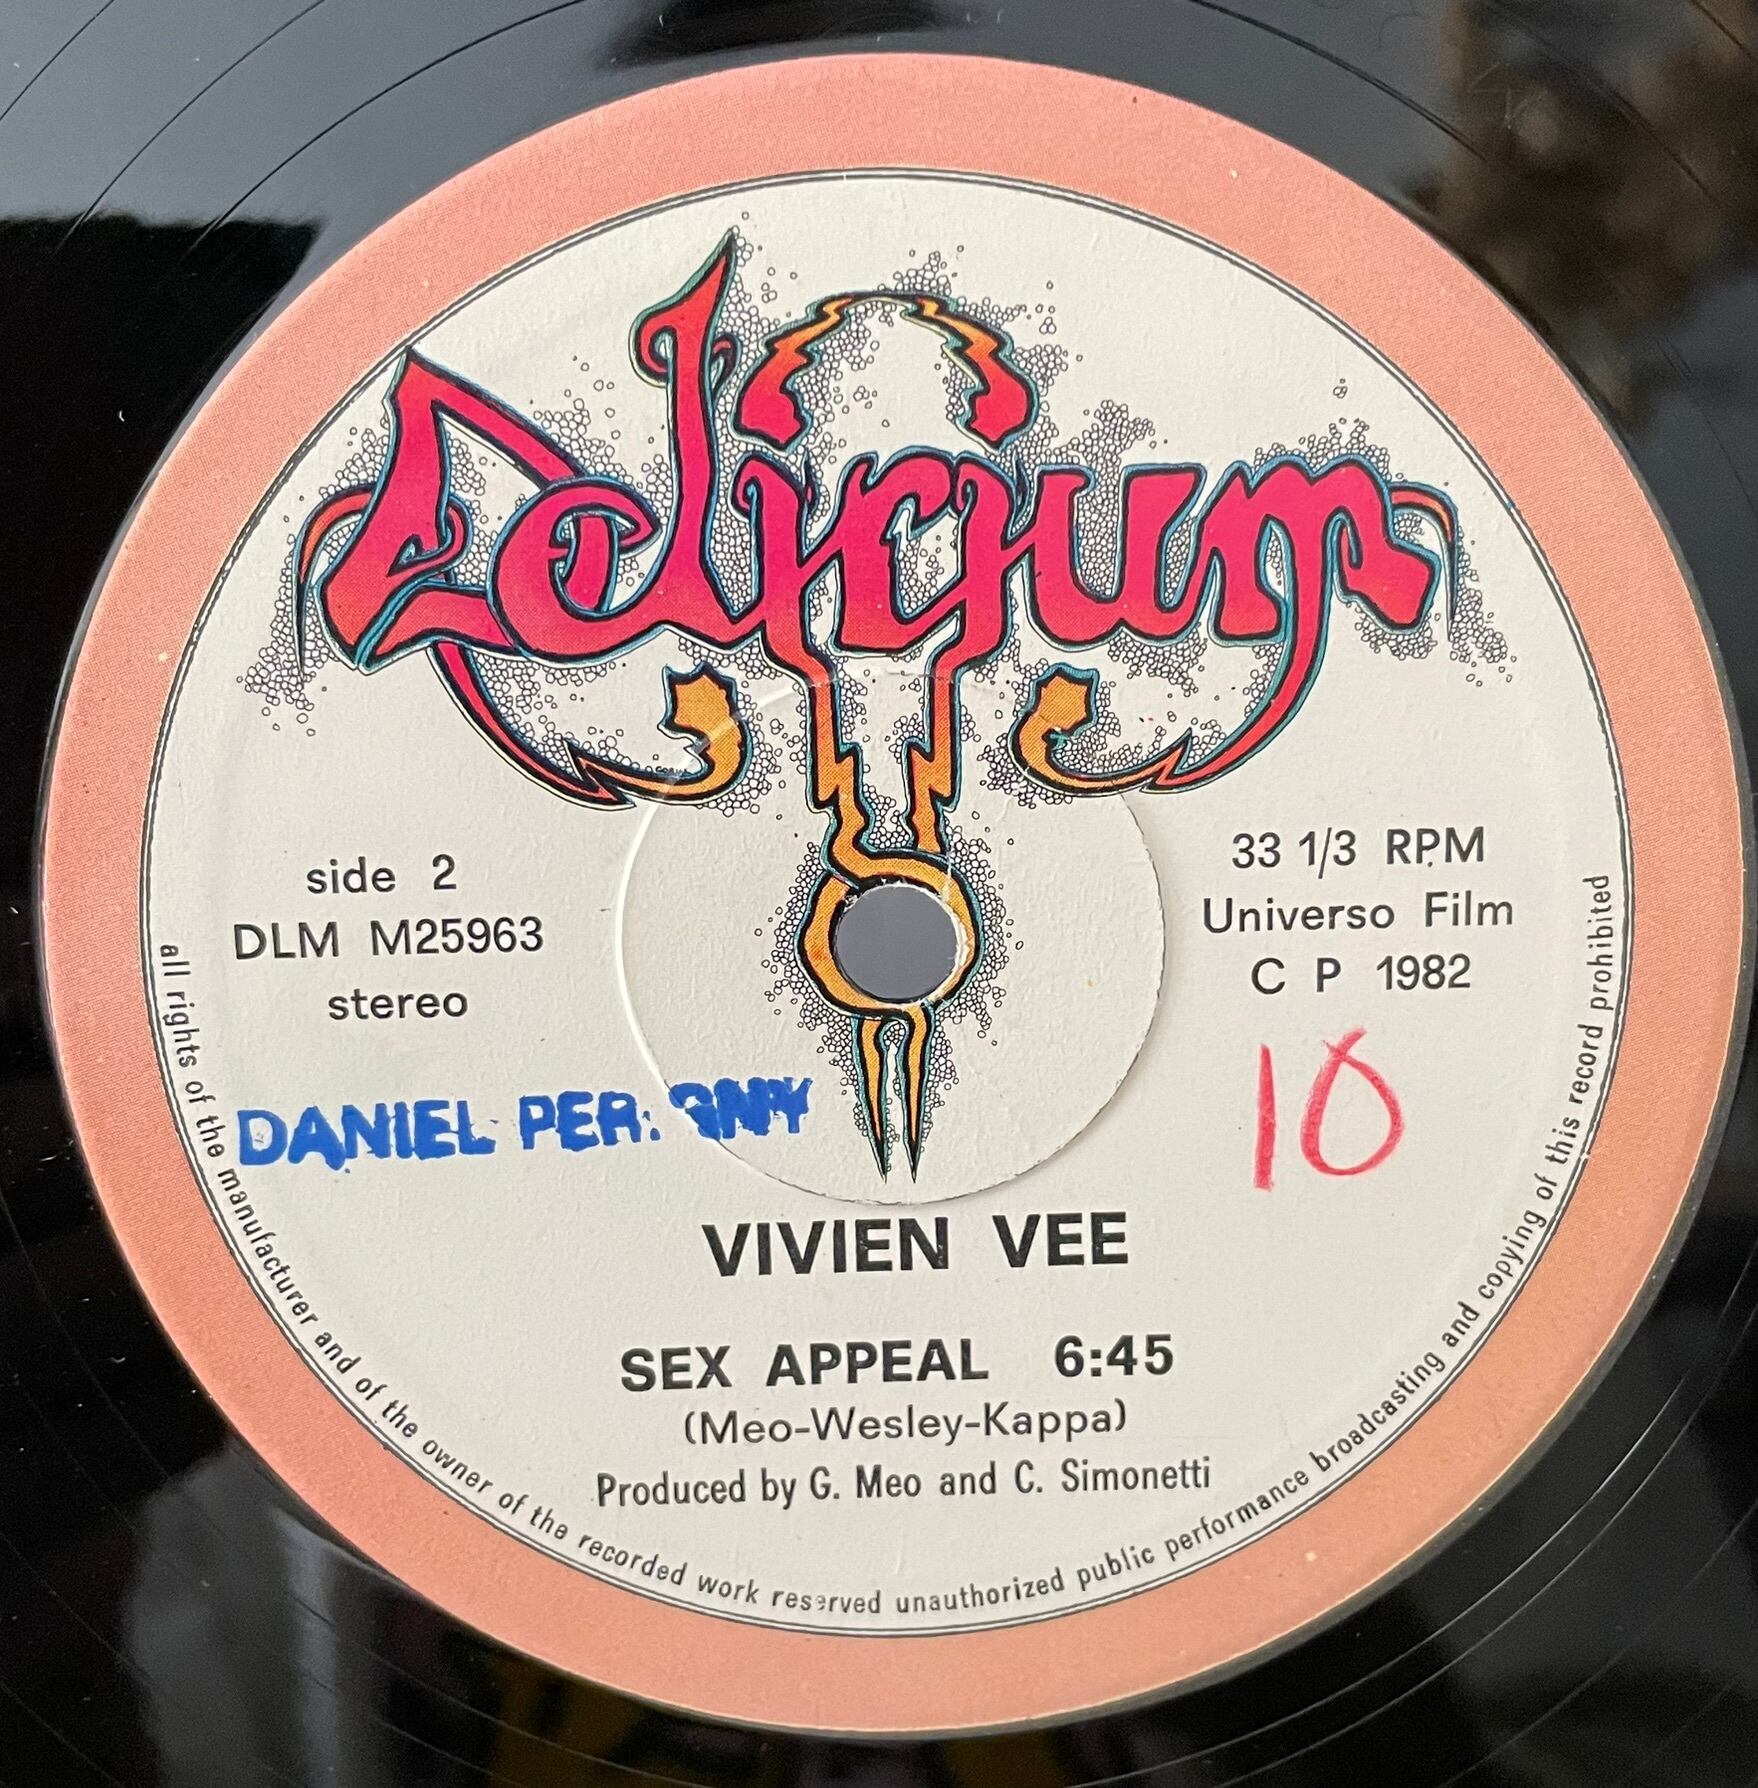 Delirium
side 2
DLM M25963
stereo
33 1/3 RPM
Universo Film
C P 1982
10
DANIEL
VIVIEN VEE
SEX APPEAL 6:45
(Meo-Wesley-Kappa)
Produced by G. Meo and C. Simonetti
all rights of the manufacturer and of the owner of the recorded work reserved unauthorized public performance broadcasting and copying of this record prohibited